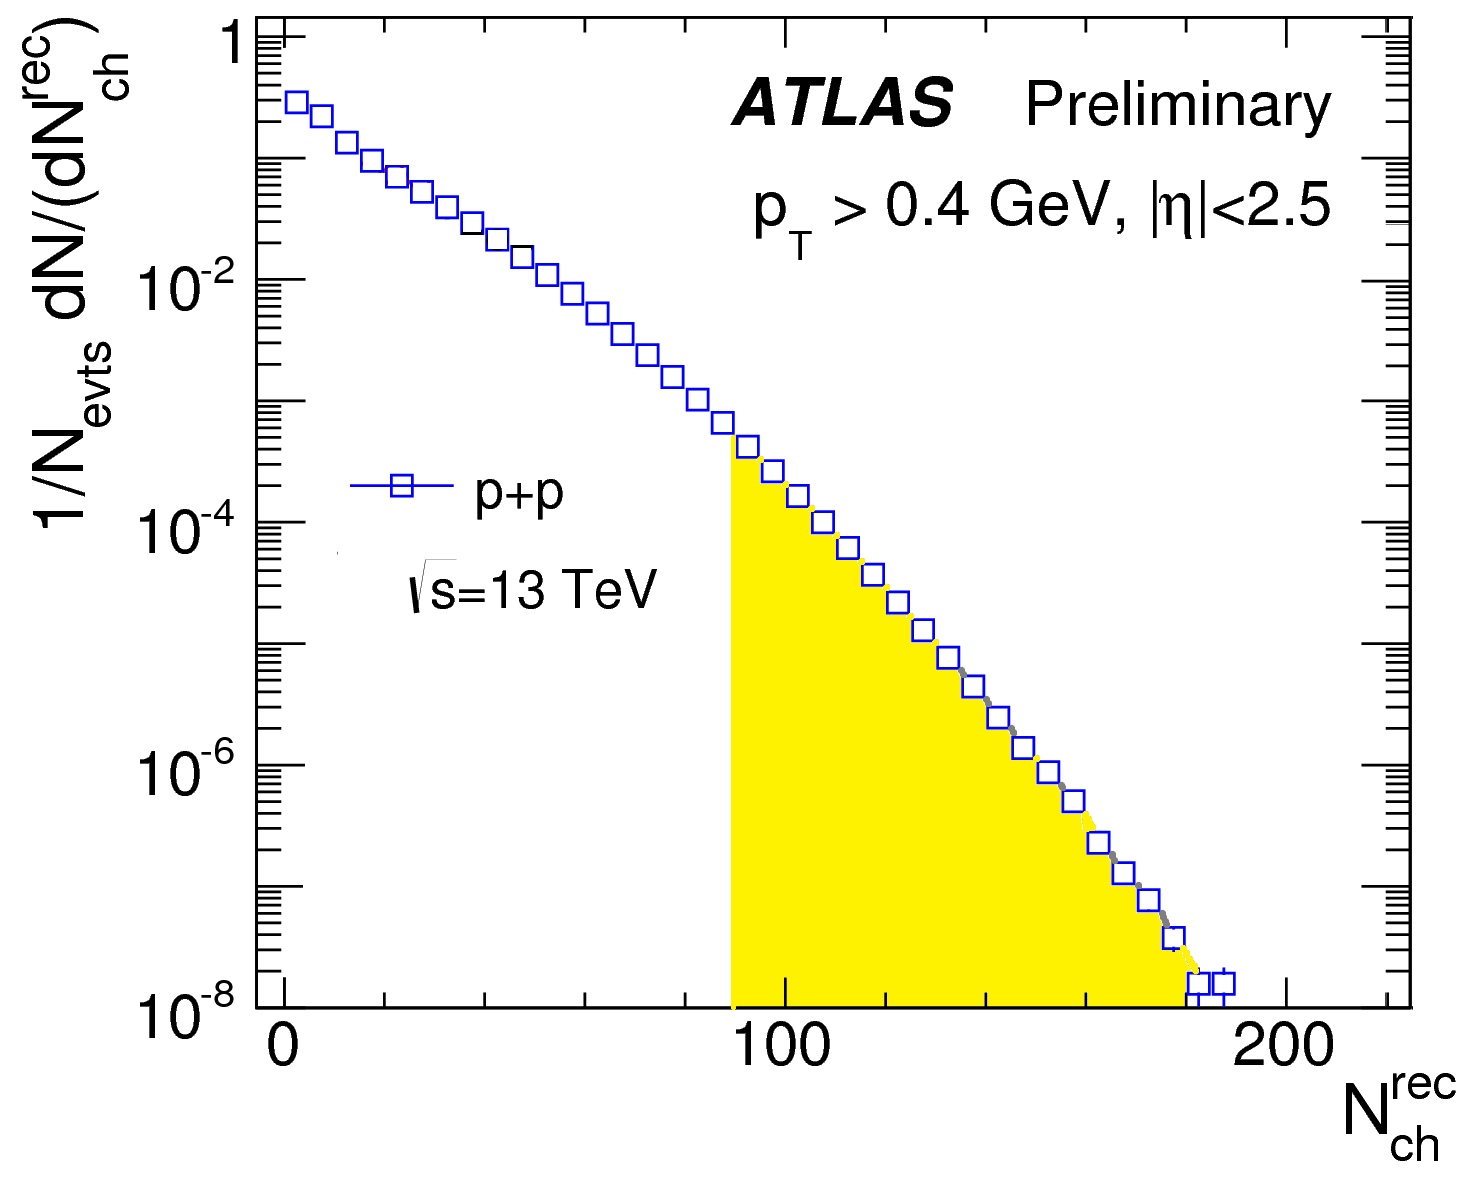 1/N_evts dN/(dN_ch^rec)
1
10^-2
10^-4
10^-6
10^-8
ATLAS Preliminary
p_T > 0.4 GeV, |η|<2.5
p+p
√s=13 TeV
0 100 200
N_ch^rec